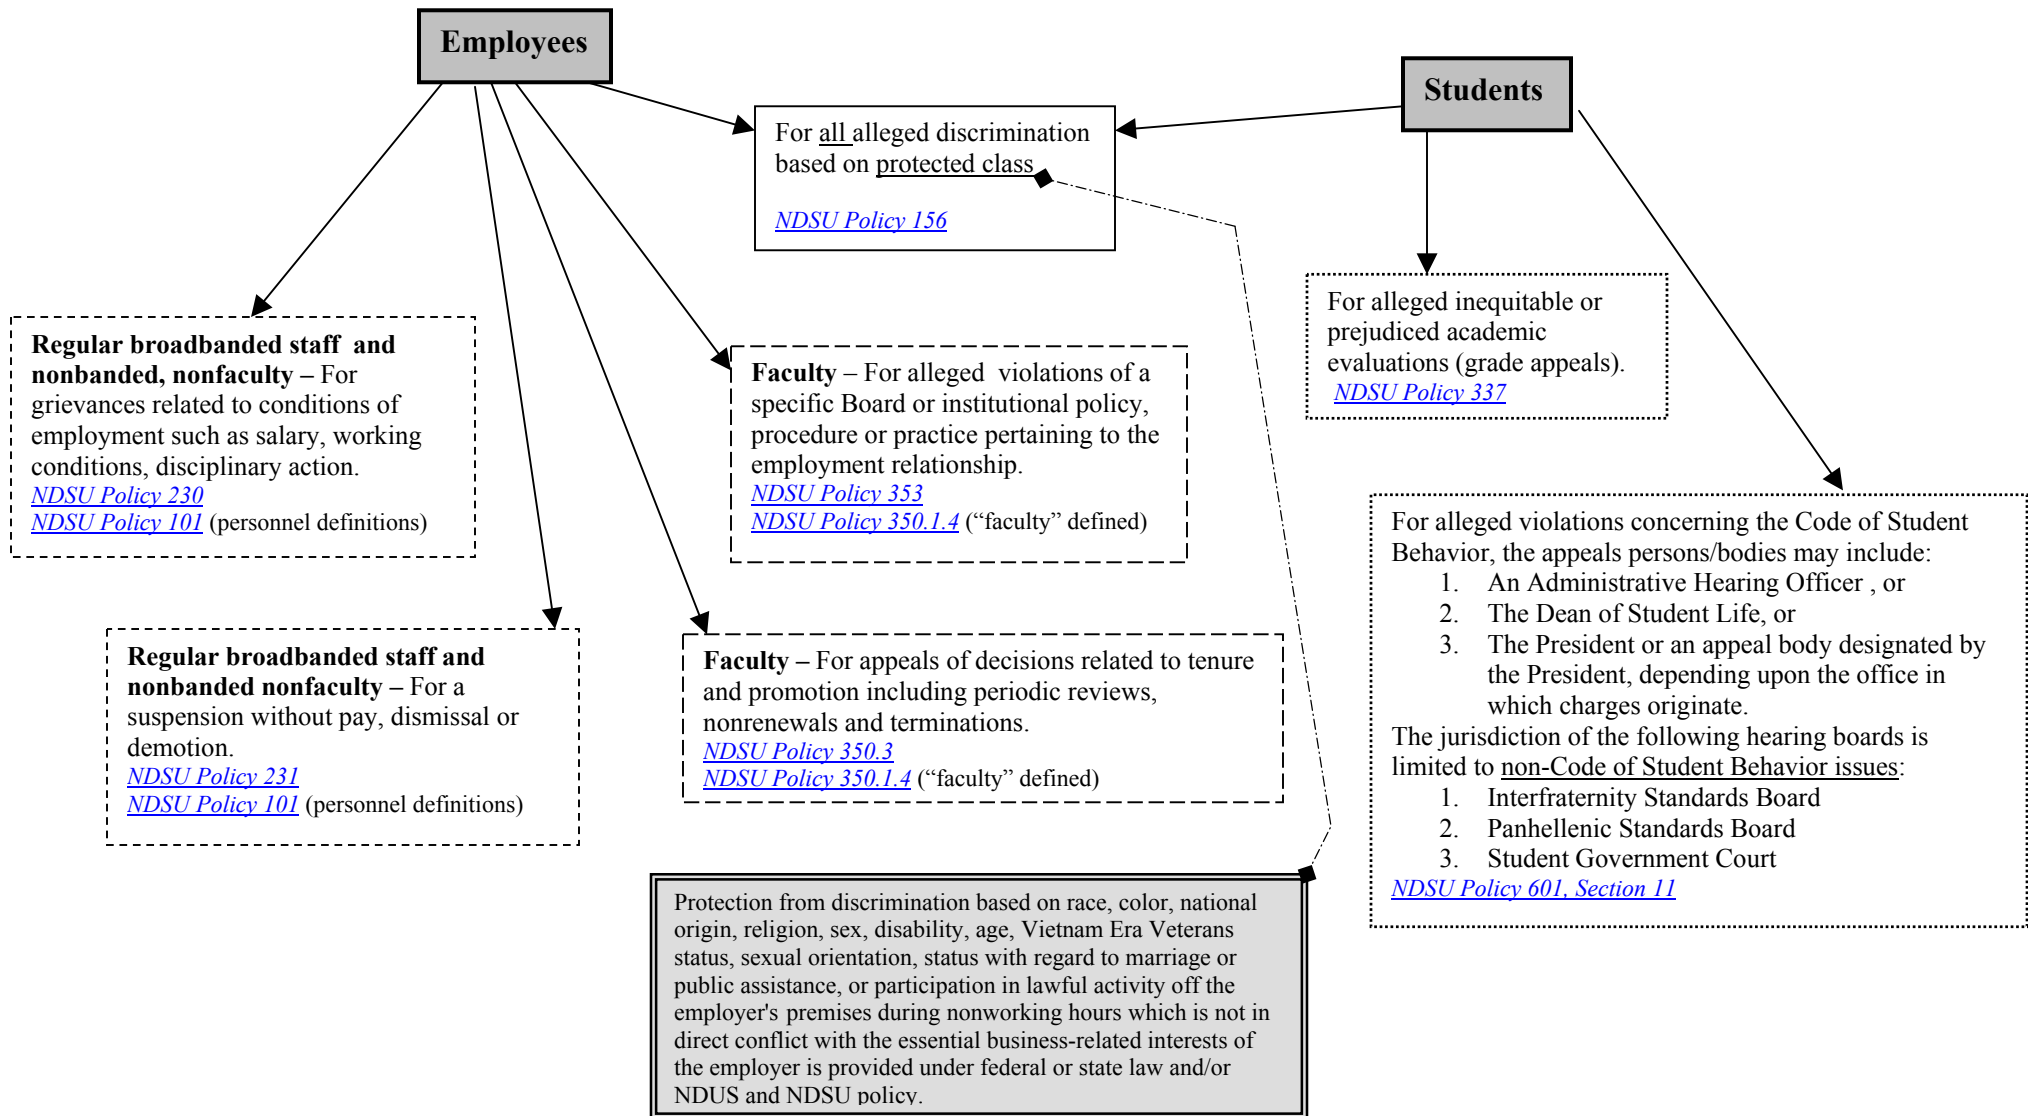 Employees
Students
For all alleged discrimination
based on protected class
NDSU Policy 156
For alleged inequitable or
prejudiced academic
evaluations (grade appeals).
NDSU Policy 337
Regular broadbanded staff  and
nonbanded, nonfaculty – For
grievances related to conditions of
employment such as salary, working
conditions, disciplinary action.
NDSU Policy 230
NDSU Policy 101 (personnel definitions)
Faculty – For alleged  violations of a
specific Board or institutional policy,
procedure or practice pertaining to the
employment relationship.
NDSU Policy 353
NDSU Policy 350.1.4 (“faculty” defined)
For alleged violations concerning the Code of Student
Behavior, the appeals persons/bodies may include:
1. An Administrative Hearing Officer , or
2. The Dean of Student Life, or
3. The President or an appeal body designated by
the President, depending upon the office in
which charges originate.
The jurisdiction of the following hearing boards is
limited to non-Code of Student Behavior issues:
1. Interfraternity Standards Board
2. Panhellenic Standards Board
3. Student Government Court
NDSU Policy 601, Section 11
Regular broadbanded staff and
nonbanded nonfaculty – For a
suspension without pay, dismissal or
demotion.
NDSU Policy 231
NDSU Policy 101 (personnel definitions)
Faculty – For appeals of decisions related to tenure
and promotion including periodic reviews,
nonrenewals and terminations.
NDSU Policy 350.3
NDSU Policy 350.1.4 (“faculty” defined)
Protection from discrimination based on race, color, national
origin, religion, sex, disability, age, Vietnam Era Veterans
status, sexual orientation, status with regard to marriage or
public assistance, or participation in lawful activity off the
employer's premises during nonworking hours which is not in
direct conflict with the essential business-related interests of
the employer is provided under federal or state law and/or
NDUS and NDSU policy.